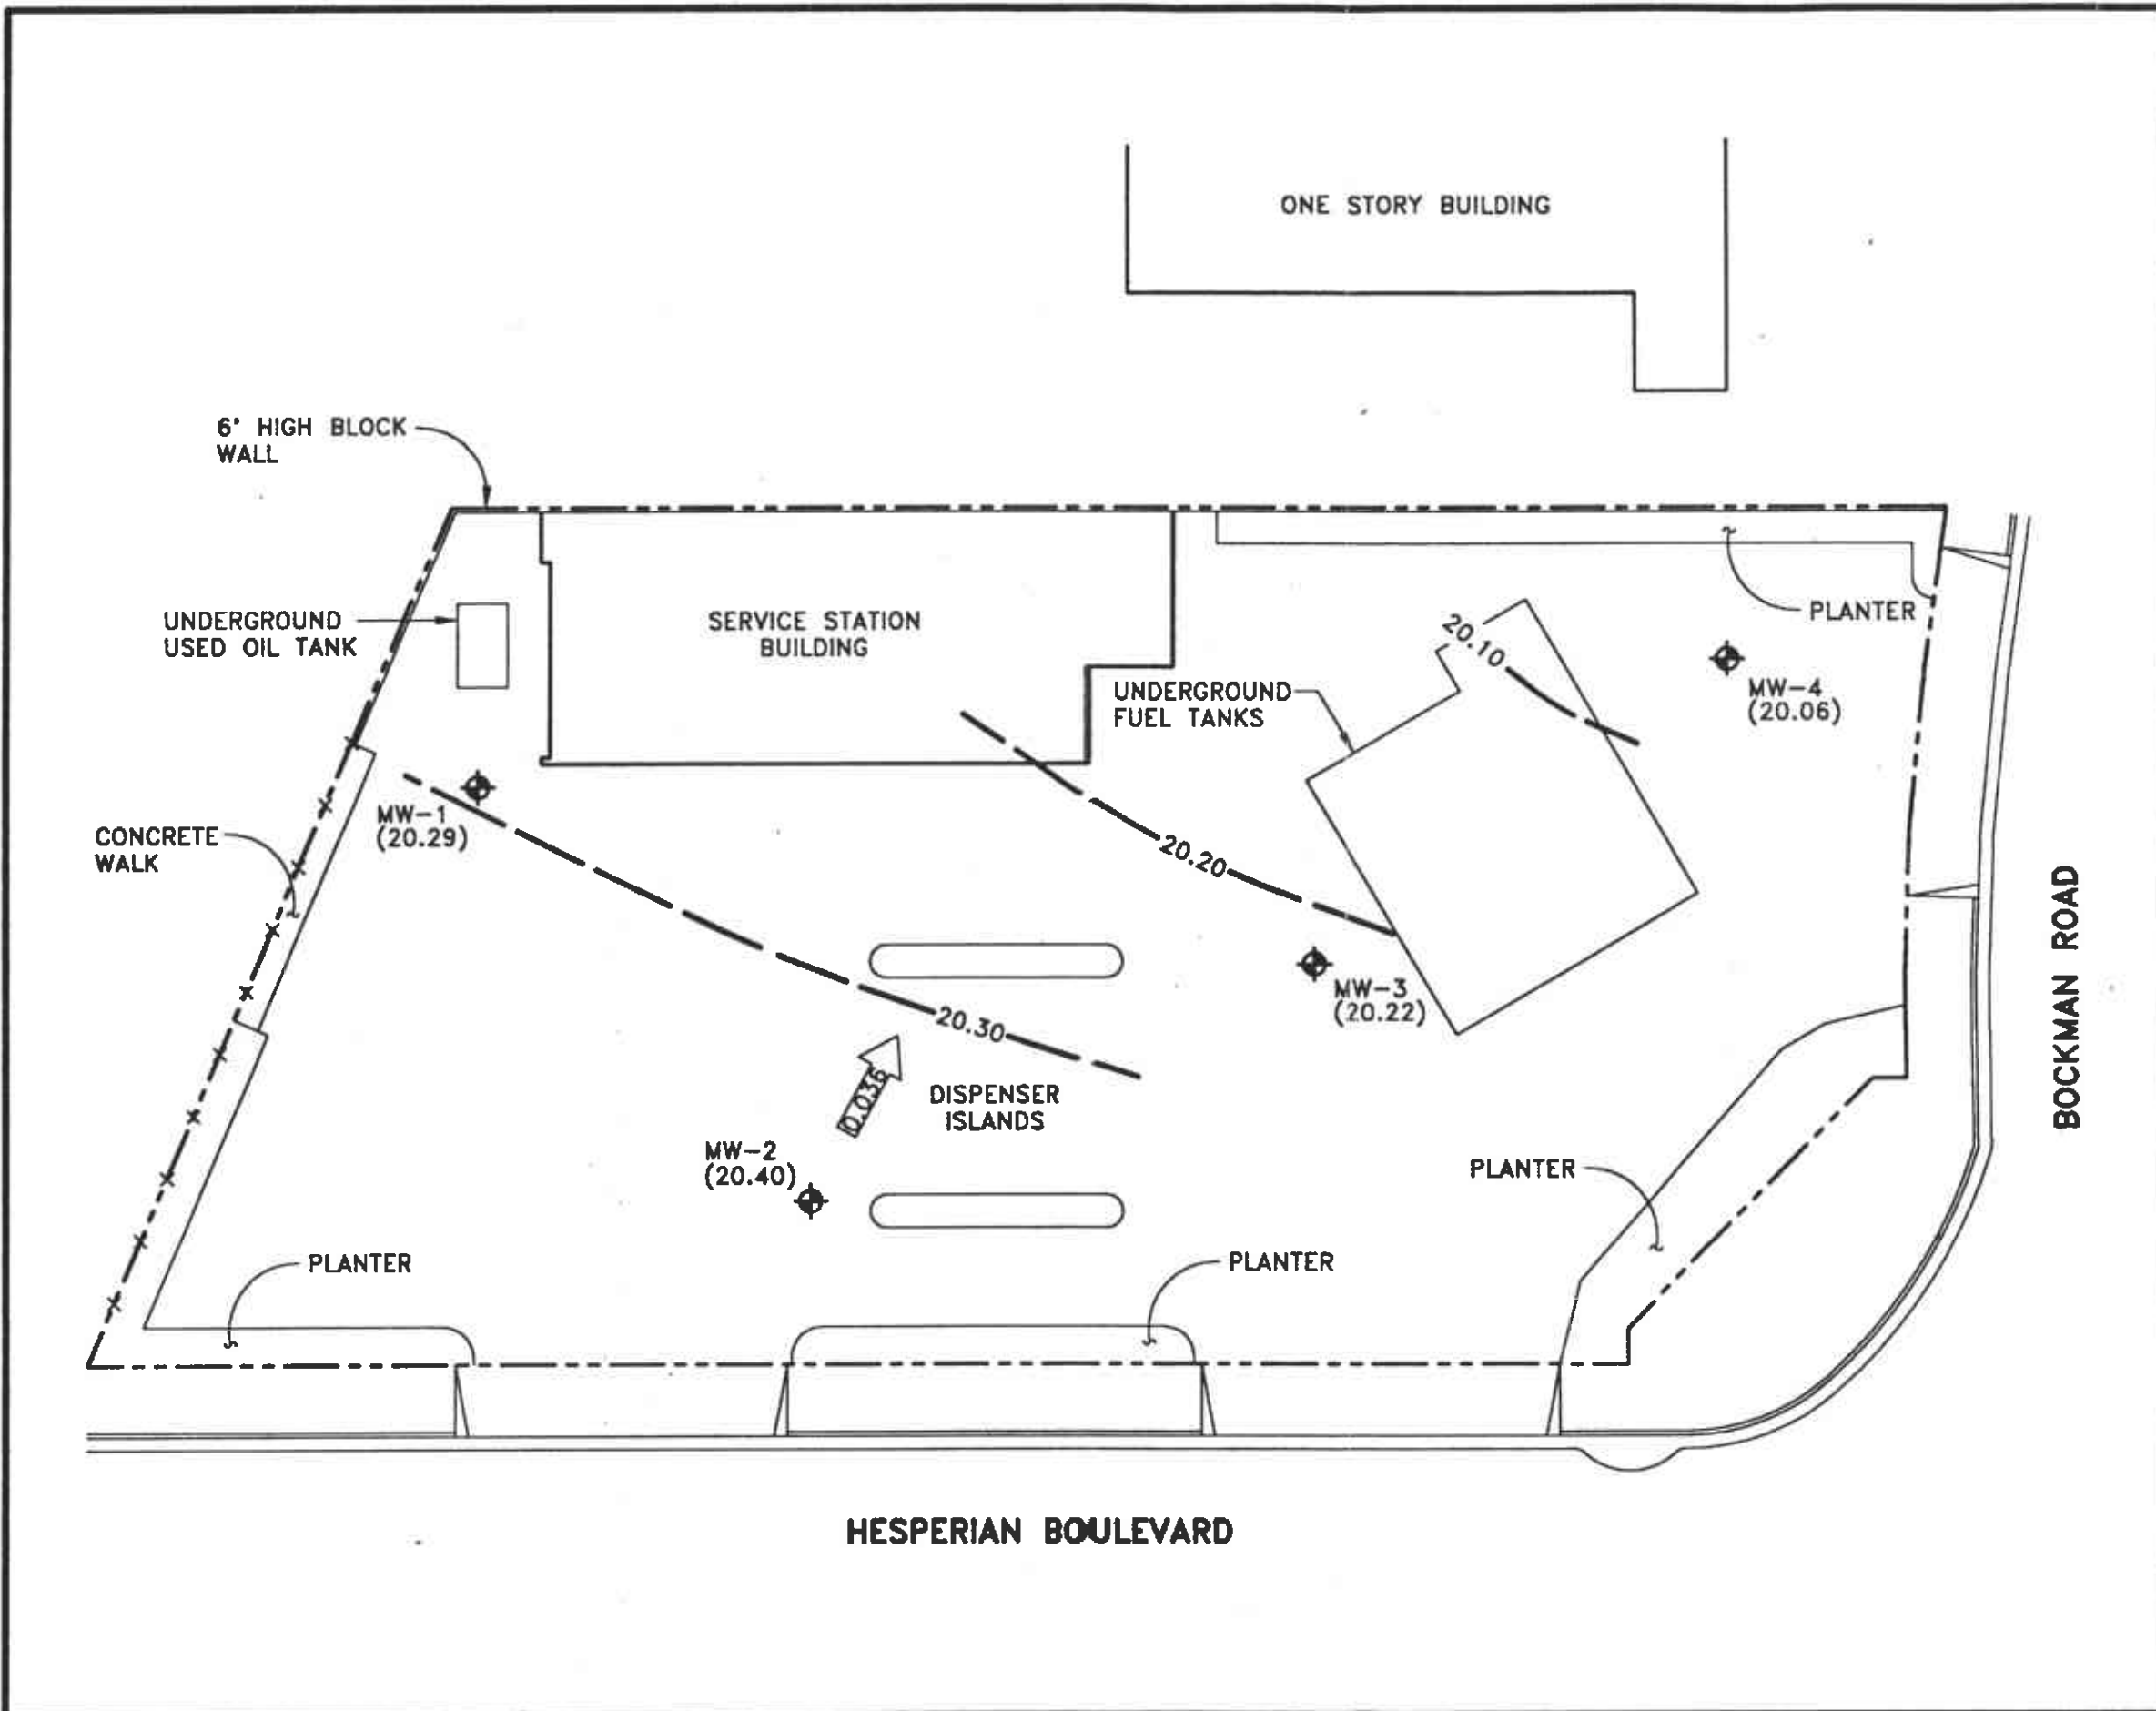 ONE STORY BUILDING
6' HIGH BLOCK
WALL
UNDERGROUND
USED OIL TANK
SERVICE STATION
BUILDING
PLANTER
20.10
UNDERGROUND
FUEL TANKS
MW-4
(20.06)
MW-1
(20.29)
CONCRETE
WALK
20.20
BOCKMAN ROAD
MW-3
(20.22)
20.30
0.036
DISPENSER
ISLANDS
MW-2
(20.40)
PLANTER
PLANTER
PLANTER
HESPERIAN BOULEVARD